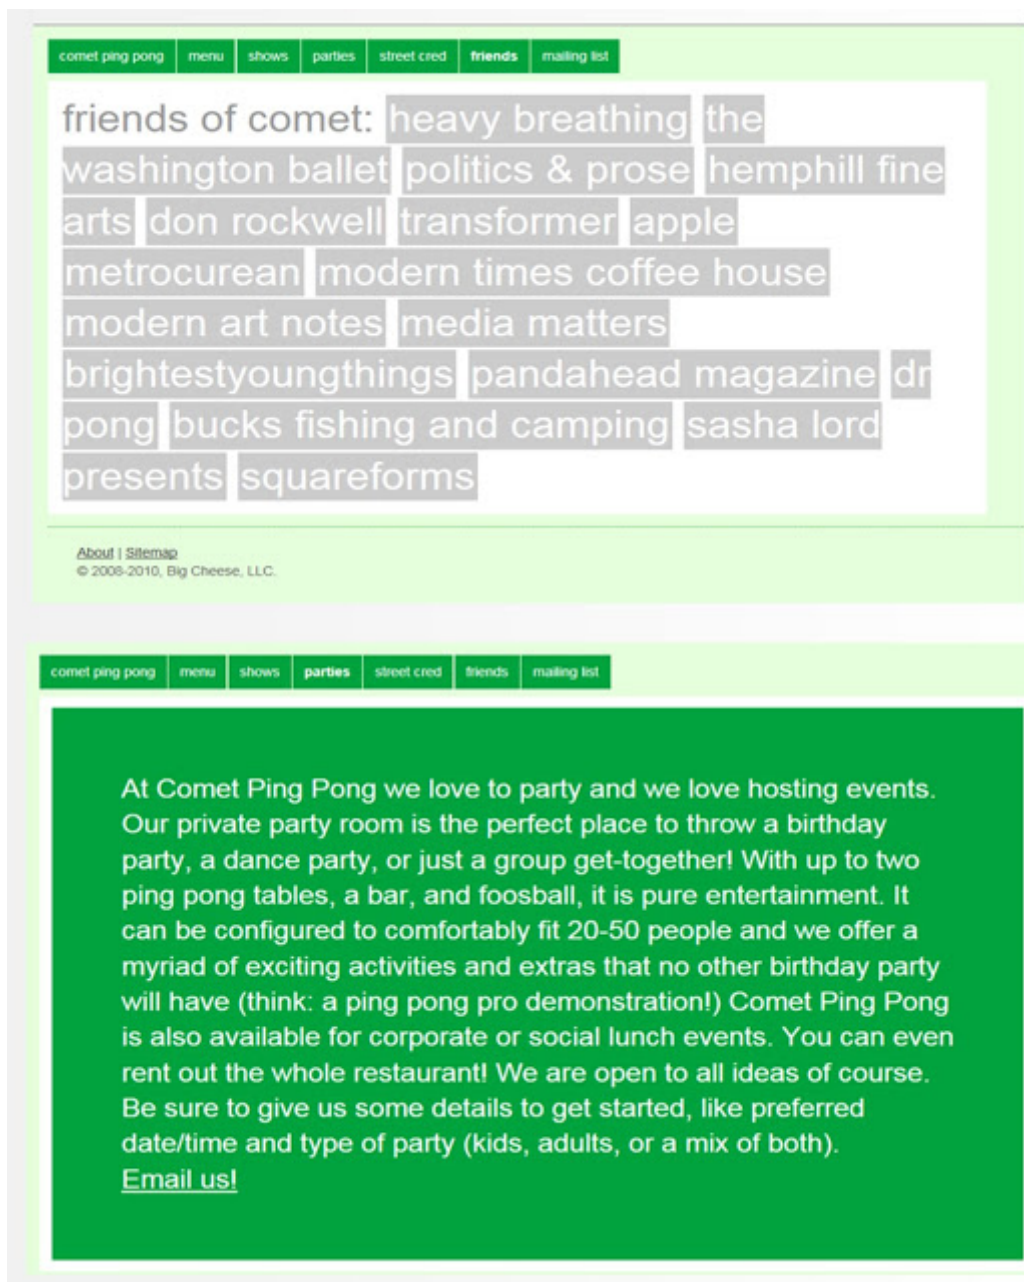 comet ping pong menu shows parties street cred friends mailing list
friends of comet: heavy breathing the
washington ballet politics & prose hemphill fine
arts don rockwell transformer apple
metrocurean modern times coffee house
modern art notes media matters
brightestyoungthings pandahead magazine dr
pong bucks fishing and camping sasha lord
presents squareforms
About | Sitemap
© 2008-2010, Big Cheese, LLC.
comet ping pong menu shows parties street cred friends mailing list
At Comet Ping Pong we love to party and we love hosting events.
Our private party room is the perfect place to throw a birthday
party, a dance party, or just a group get-together! With up to two
ping pong tables, a bar, and foosball, it is pure entertainment. It
can be configured to comfortably fit 20-50 people and we offer a
myriad of exciting activities and extras that no other birthday party
will have (think: a ping pong pro demonstration!) Comet Ping Pong
is also available for corporate or social lunch events. You can even
rent out the whole restaurant! We are open to all ideas of course.
Be sure to give us some details to get started, like preferred
date/time and type of party (kids, adults, or a mix of both).
Email us!